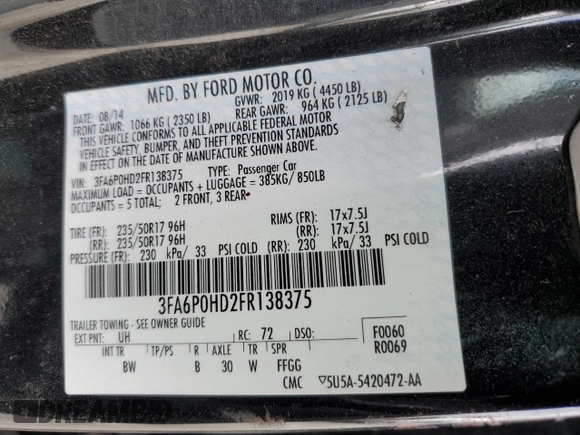 MFD. BY FORD MOTOR CO.
DATE: 08/14 GVWR: 2019 KG ( 4450 LB)
FRONT GAWR: 1066 KG ( 2350 LB) REAR GAWR: 964 KG ( 2125 LB)
THIS VEHICLE CONFORMS TO ALL APPLICABLE FEDERAL MOTOR
VEHICLE SAFETY, BUMPER, AND THEFT PREVENTION STANDARDS
IN EFFECT ON THE DATE OF MANUFACTURE SHOWN ABOVE.
VIN: 3FA6P0HD2FR138375 TYPE: Passenger Car
MAXIMUM LOAD = OCCUPANTS + LUGGAGE = 385KG/ 850LB
OCCUPANTS = 5 TOTAL; 2 FRONT, 3 REAR
TIRE (FR): 235/50R17 96H RIMS (FR): 17x7.5J
(RR): 235/50R17 96H (RR): 17x7.5J
PRESSURE (FR): 230 kPa/ 33 PSI COLD (RR): 230 kPa/ 33 PSI COLD
3FA6P0HD2FR138375
TRAILER TOWING - SEE OWNER GUIDE
EXT PNT: UH RC: 72 DSO: F0060
R0069
INT TR TP/PS R AXLE TR SPR
BW B 30 W FFGG
CMC ▽5U5A-5420472-AA
DREAMBID